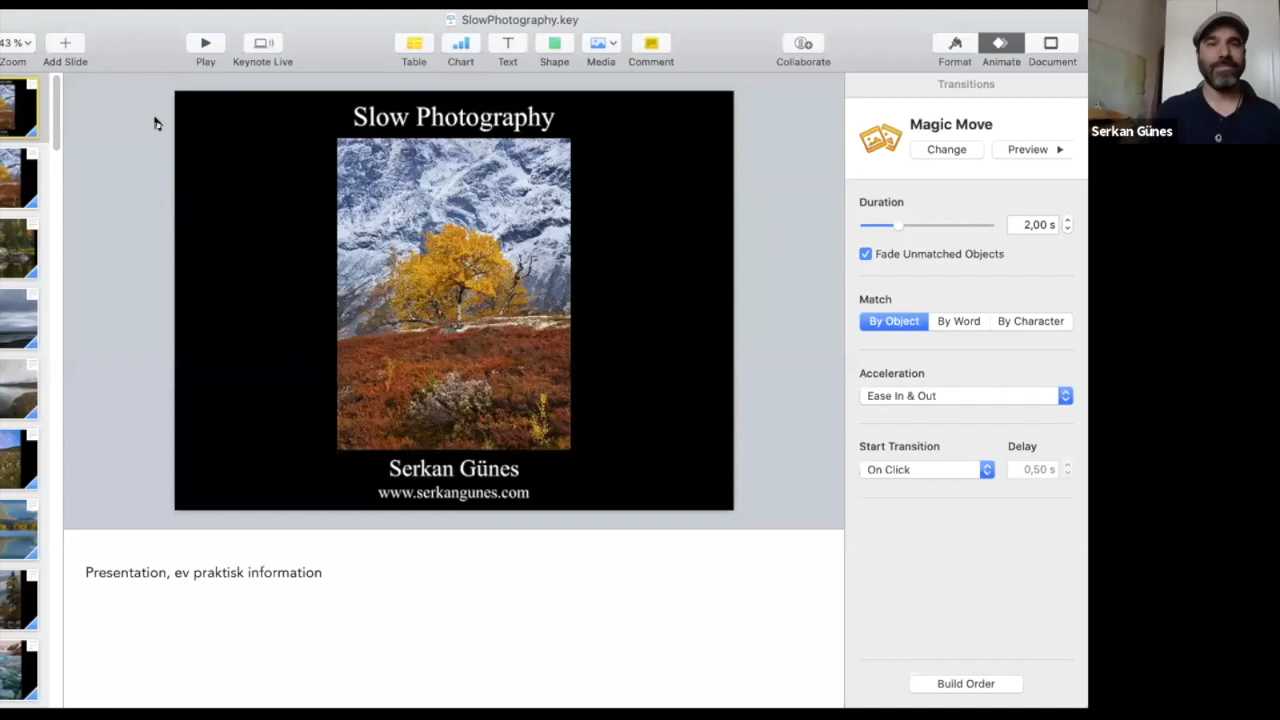 SlowPhotography.key
43 %
Zoom
Add Slide
Play
Keynote Live
Table
Chart
Text
Shape
Media
Comment
Collaborate
Format
Animate
Document
Serkan Günes
Transitions
Magic Move
Change
Preview
Duration
2,00 s
Fade Unmatched Objects
Match
By Object
By Word
By Character
Acceleration
Ease In & Out
Start Transition
Delay
On Click
0,50 s
Build Order
Slow Photography
Serkan Günes
www.serkangunes.com
Presentation, ev praktisk information